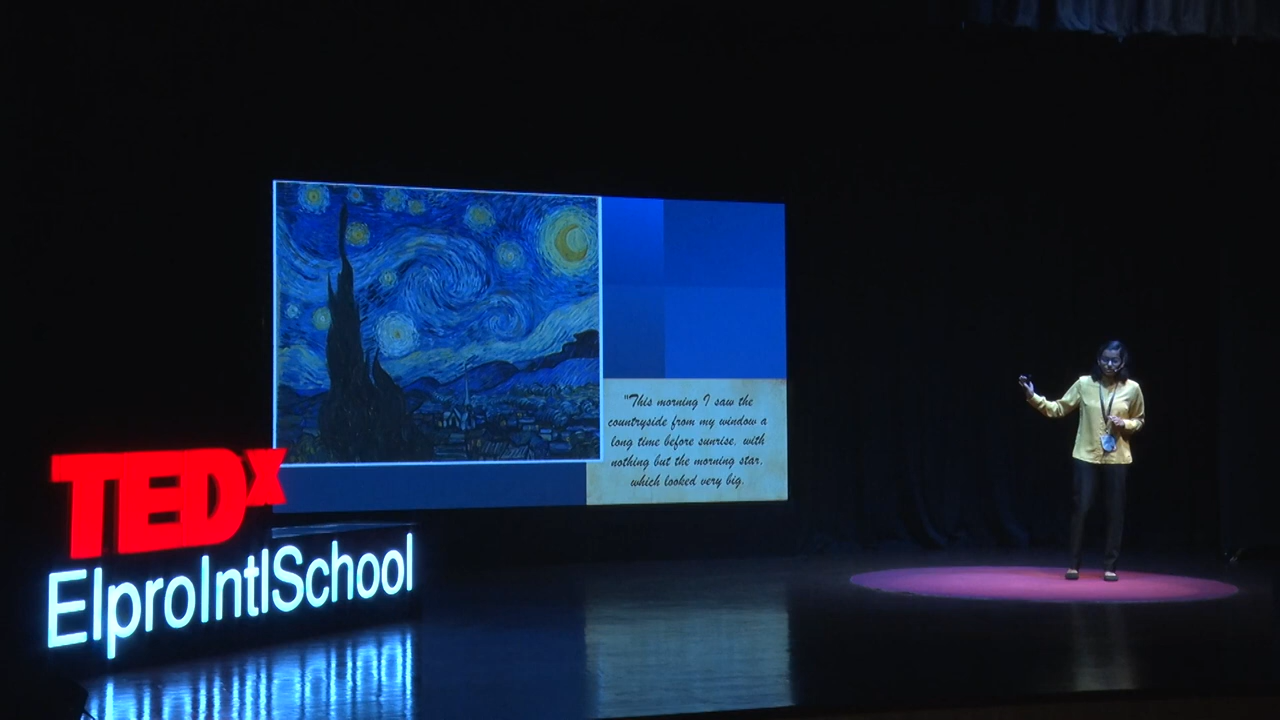 "This morning I saw the
countryside from my window a
long time before sunrise, with
nothing but the morning star,
which looked very big.
TEDx
ElproIntlSchool